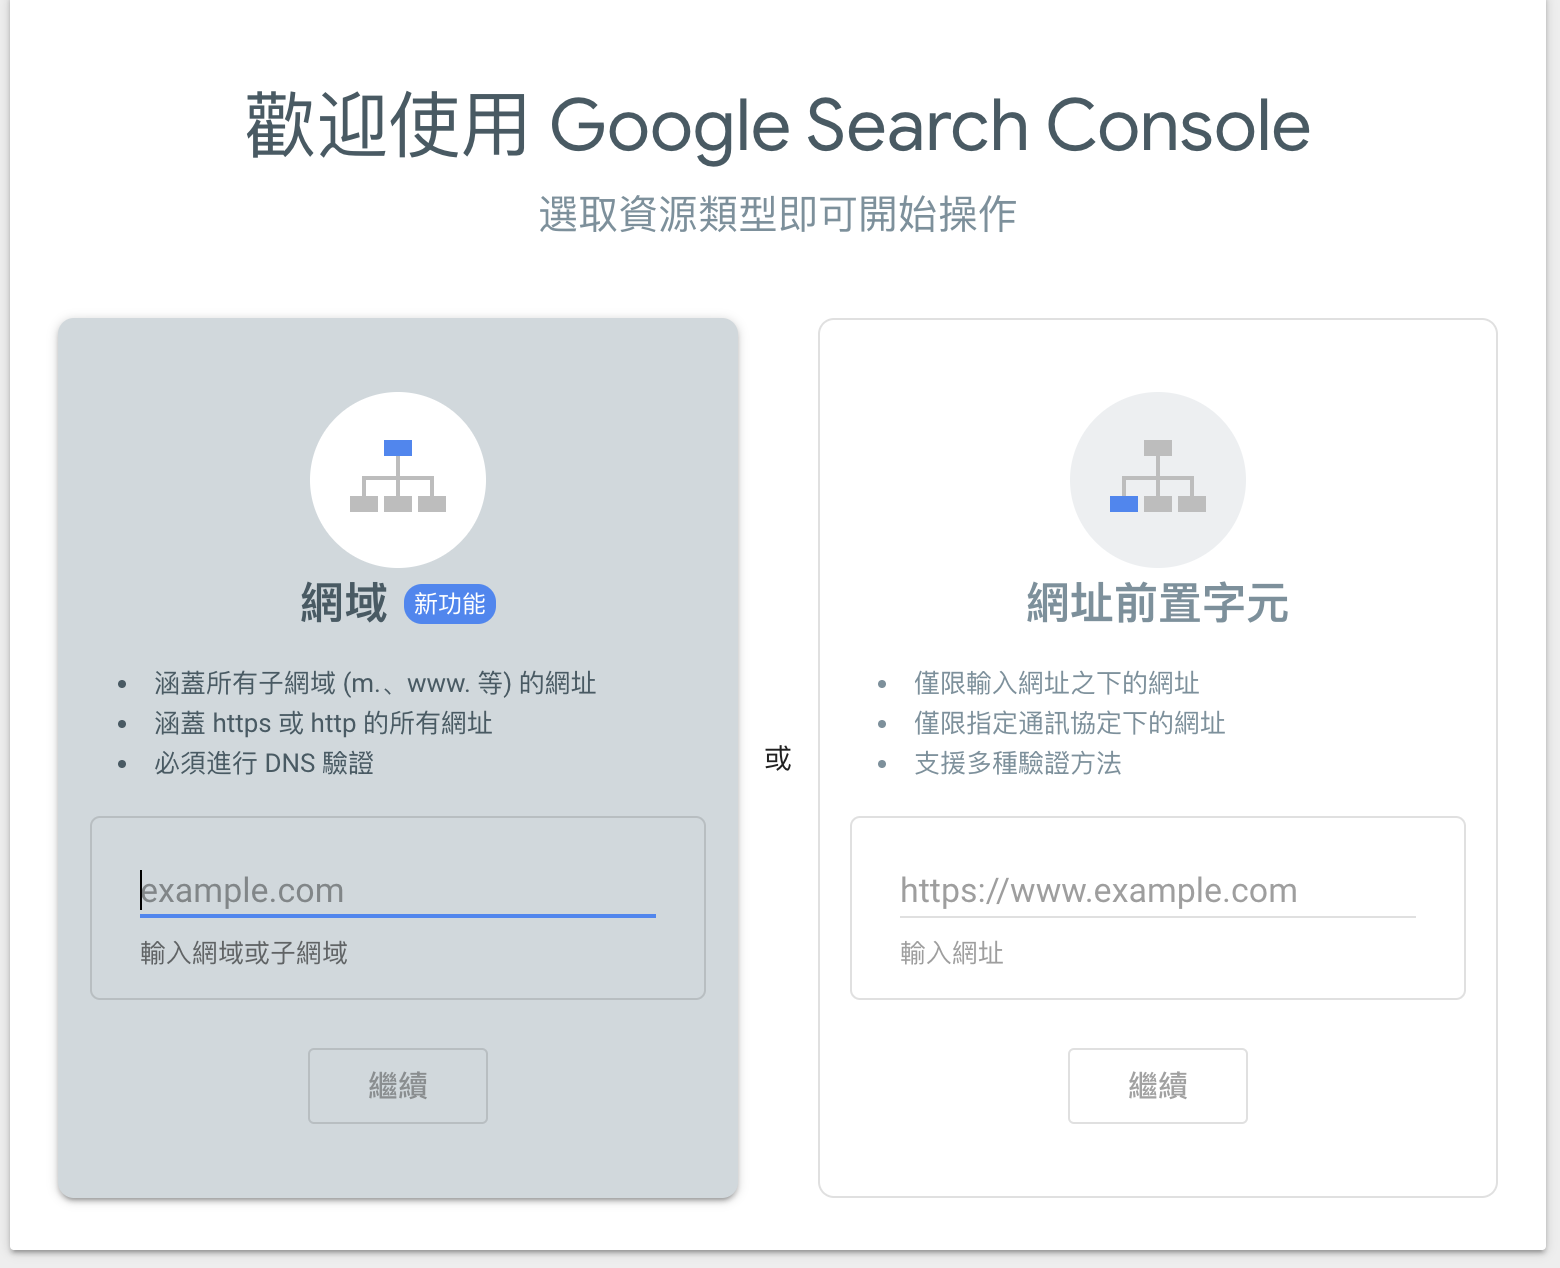 歡迎使用 Google Search Console
選取資源類型即可開始操作
網域 新功能
涵蓋所有子網域 (m.、www. 等) 的網址
涵蓋 https 或 http 的所有網址
必須進行 DNS 驗證
example.com
輸入網域或子網域
繼續
或
網址前置字元
僅限輸入網址之下的網址
僅限指定通訊協定下的網址
支援多種驗證方法
https://www.example.com
輸入網址
繼續